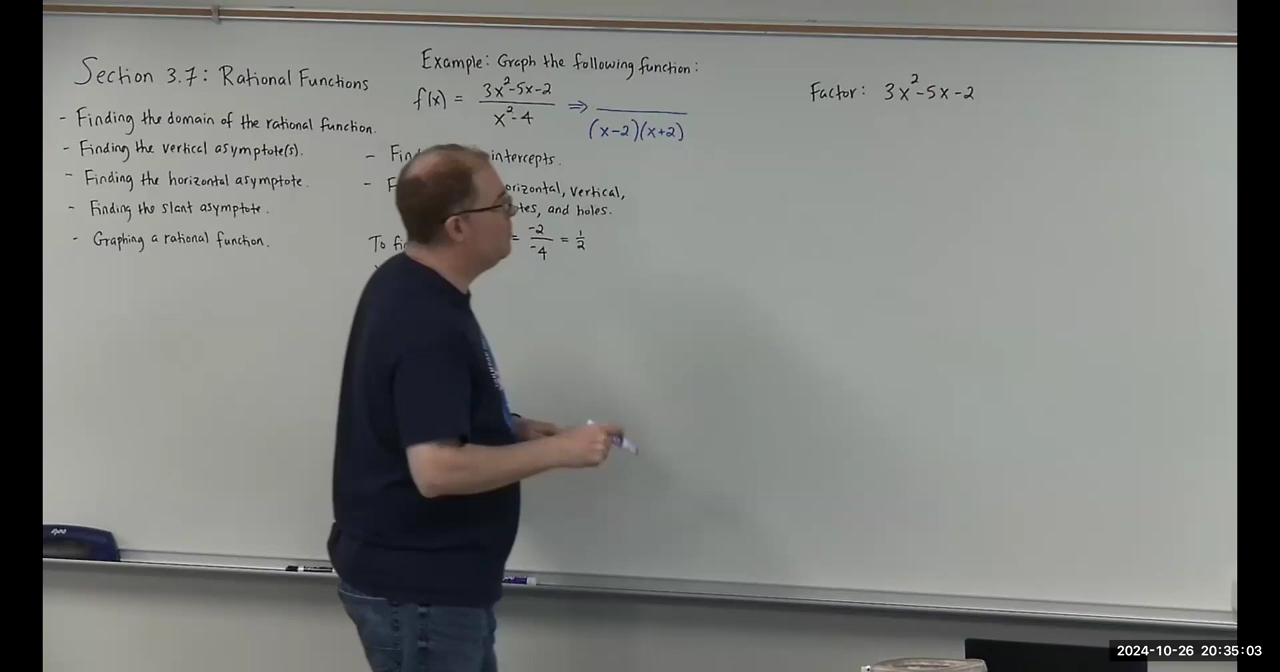 Section 3.7: Rational Functions
- Finding the domain of the rational function.
- Finding the vertical asymptote(s).
- Finding the horizontal asymptote.
- Finding the slant asymptote.
- Graphing a rational function.
Example: Graph the following function:
f(x) = (3x²-5x-2)/(x²-4) ⇒ /((x-2)(x+2))
- intercepts.
- horizontal, vertical,
and holes.
To = -2/-4 = 1/2
Factor: 3x²-5x-2
expo
2024-10-26 20:35:03